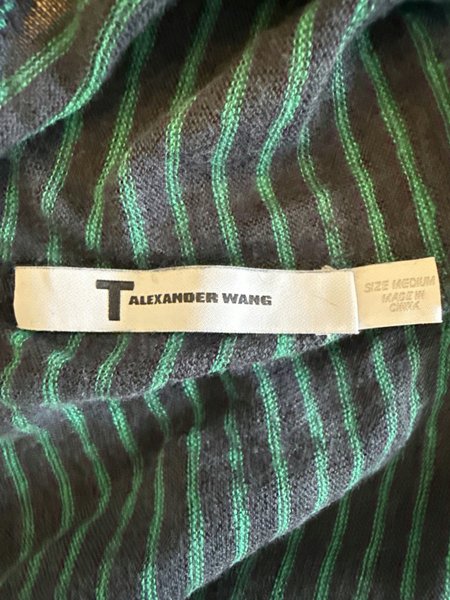 T ALEXANDER WANG
SIZE MEDIUM
MADE IN
CHINA